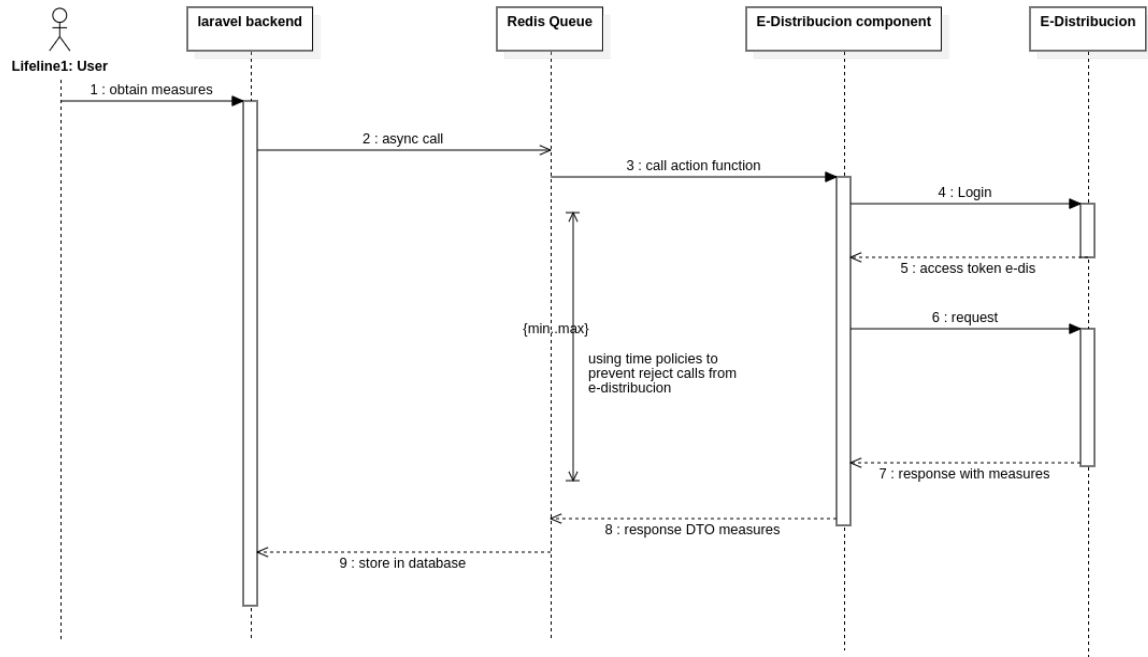 laravel backend
Redis Queue
E-Distribucion component
E-Distribucion
Lifeline1: User
1 : obtain measures
2 : async call
3 : call action function
4 : Login
5 : access token e-dis
6 : request
{min..max}
using time policies to
prevent reject calls from
e-distribucion
7 : response with measures
8 : response DTO measures
9 : store in database